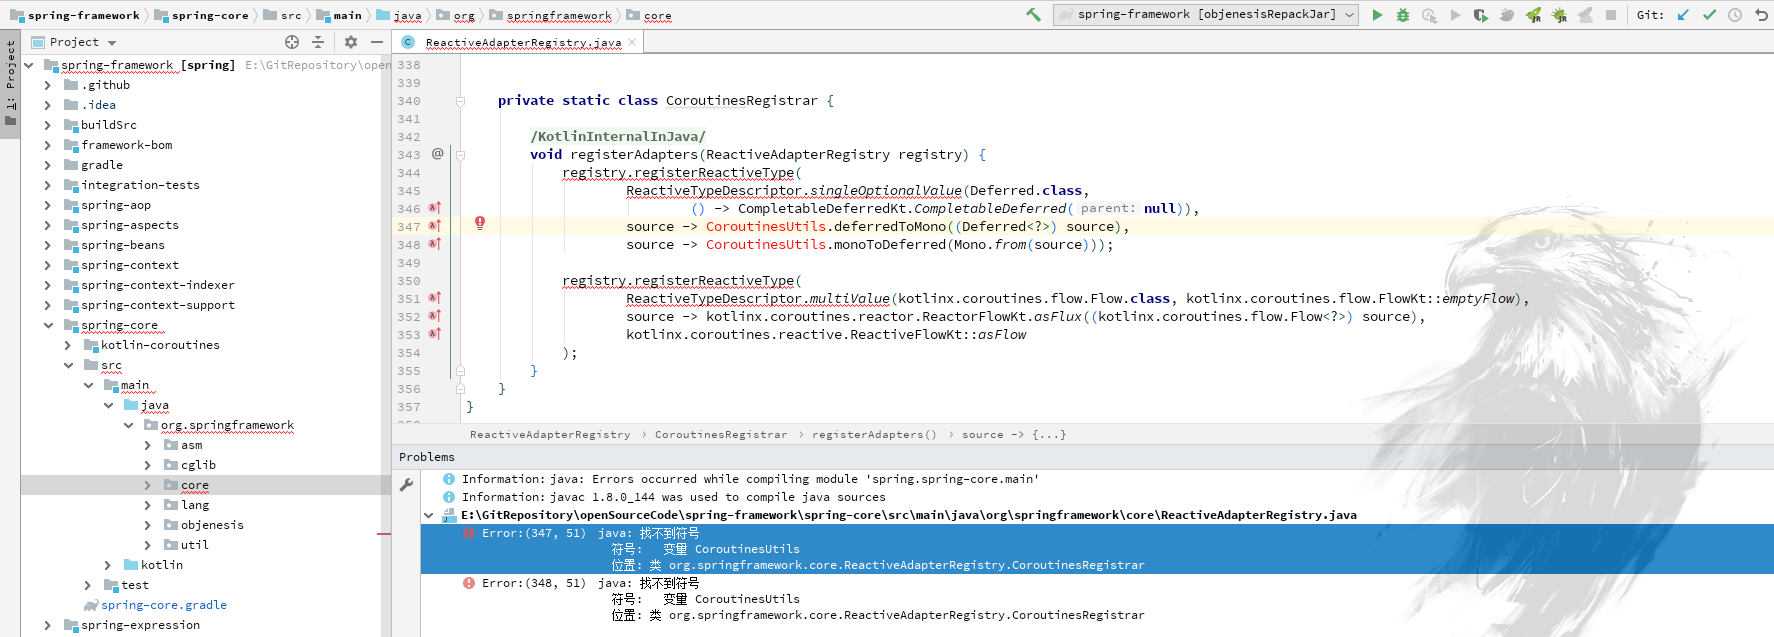 spring-framework spring-core src main java org springframework core spring-framework [objenesisRepackJar] Git:
1: Project
Project ReactiveAdapterRegistry.java
spring-framework [spring] E:\GitRepository\open
.github
.idea
buildSrc
framework-bom
gradle
integration-tests
spring-aop
spring-aspects
spring-beans
spring-context
spring-context-indexer
spring-context-support
spring-core
kotlin-coroutines
src
main
java
org.springframework
asm
cglib
core
lang
objenesis
util
kotlin
test
spring-core.gradle
spring-expression
338
339
340 private static class CoroutinesRegistrar {
341
342 /KotlinInternalInJava/
343 @ void registerAdapters(ReactiveAdapterRegistry registry) {
344 registry.registerReactiveType(
345 ReactiveTypeDescriptor.singleOptionalValue(Deferred.class,
346 () -> CompletableDeferredKt.CompletableDeferred( parent: null)),
347 source -> CoroutinesUtils.deferredToMono((Deferred<?>) source),
348 source -> CoroutinesUtils.monoToDeferred(Mono.from(source)));
349
350 registry.registerReactiveType(
351 ReactiveTypeDescriptor.multiValue(kotlinx.coroutines.flow.Flow.class, kotlinx.coroutines.flow.FlowKt::emptyFlow),
352 source -> kotlinx.coroutines.reactor.ReactorFlowKt.asFlux((kotlinx.coroutines.flow.Flow<?>) source),
353 kotlinx.coroutines.reactive.ReactiveFlowKt::asFlow
354 );
355 }
356 }
357 }
ReactiveAdapterRegistry › CoroutinesRegistrar › registerAdapters() › source -> {...}
Problems
Information: java: Errors occurred while compiling module 'spring.spring-core.main'
Information: javac 1.8.0_144 was used to compile java sources
E:\GitRepository\openSourceCode\spring-framework\spring-core\src\main\java\org\springframework\core\ReactiveAdapterRegistry.java
Error:(347, 51) java: 找不到符号
符号: 变量 CoroutinesUtils
位置: 类 org.springframework.core.ReactiveAdapterRegistry.CoroutinesRegistrar
Error:(348, 51) java: 找不到符号
符号: 变量 CoroutinesUtils
位置: 类 org.springframework.core.ReactiveAdapterRegistry.CoroutinesRegistrar